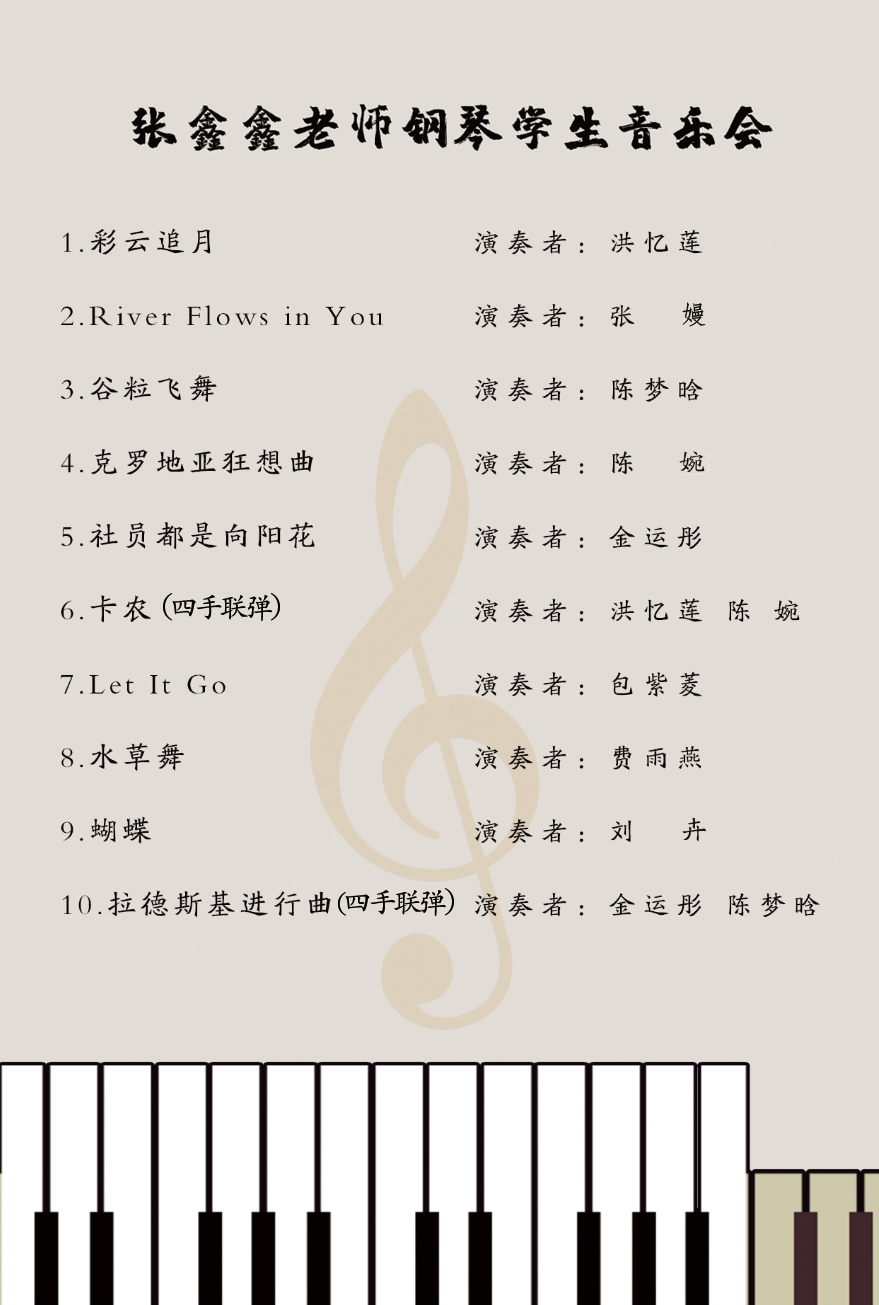 张鑫鑫老师钢琴学生音乐会
1.彩云追月 演奏者：洪忆莲
2.River Flows in You 演奏者：张 嫚
3.谷粒飞舞 演奏者：陈梦晗
4.克罗地亚狂想曲 演奏者：陈 婉
5.社员都是向阳花 演奏者：金运彤
6.卡农(四手联弹) 演奏者：洪忆莲 陈 婉
7.Let It Go 演奏者：包紫菱
8.水草舞 演奏者：费雨燕
9.蝴蝶 演奏者：刘 卉
10.拉德斯基进行曲(四手联弹) 演奏者：金运彤 陈梦晗